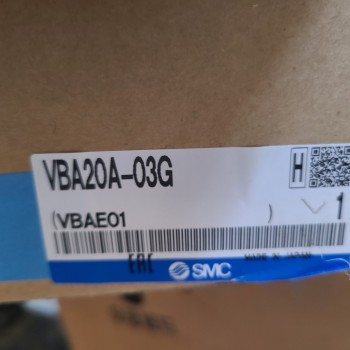 VBA20A-03G H
(VBAE01 ) 1
EAC SMC MADE IN JAPAN